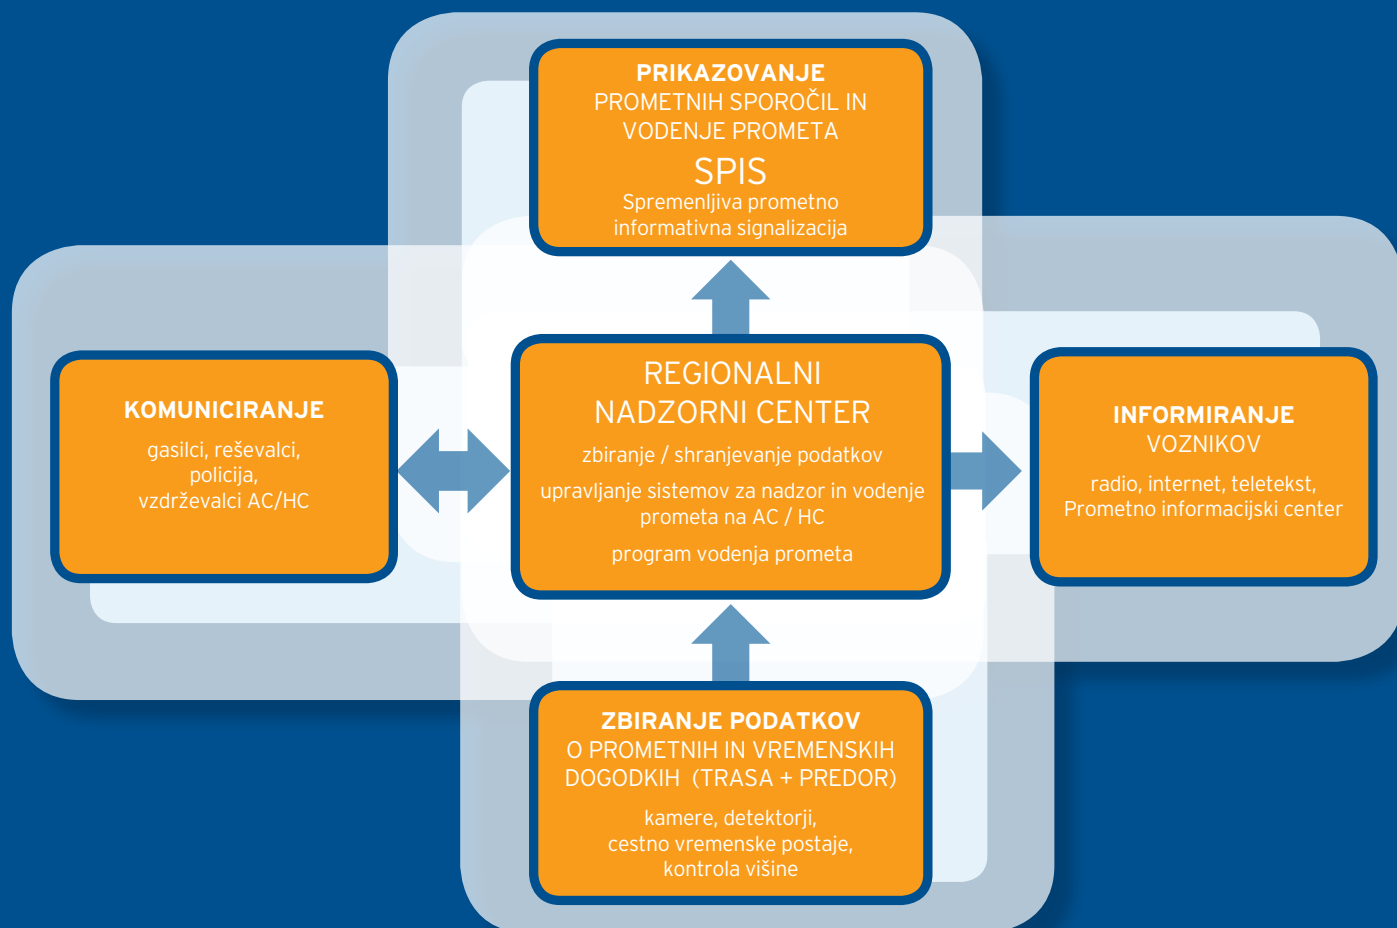 PRIKAZOVANJE
PROMETNIH SPOROČIL IN
VODENJE PROMETA
SPIS
Spremenljiva prometno
informativna signalizacija
KOMUNICIRANJE
gasilci, reševalci,
policija,
vzdrževalci AC/HC
REGIONALNI
NADZORNI CENTER
zbiranje / shranjevanje podatkov
upravljanje sistemov za nadzor in vodenje
prometa na AC / HC
program vodenja prometa
INFORMIRANJE
VOZNIKOV
radio, internet, teletekst,
Prometno informacijski center
ZBIRANJE PODATKOV
O PROMETNIH IN VREMENSKIH
DOGODKIH (TRASA + PREDOR)
kamere, detektorji,
cestno vremenske postaje,
kontrola višine